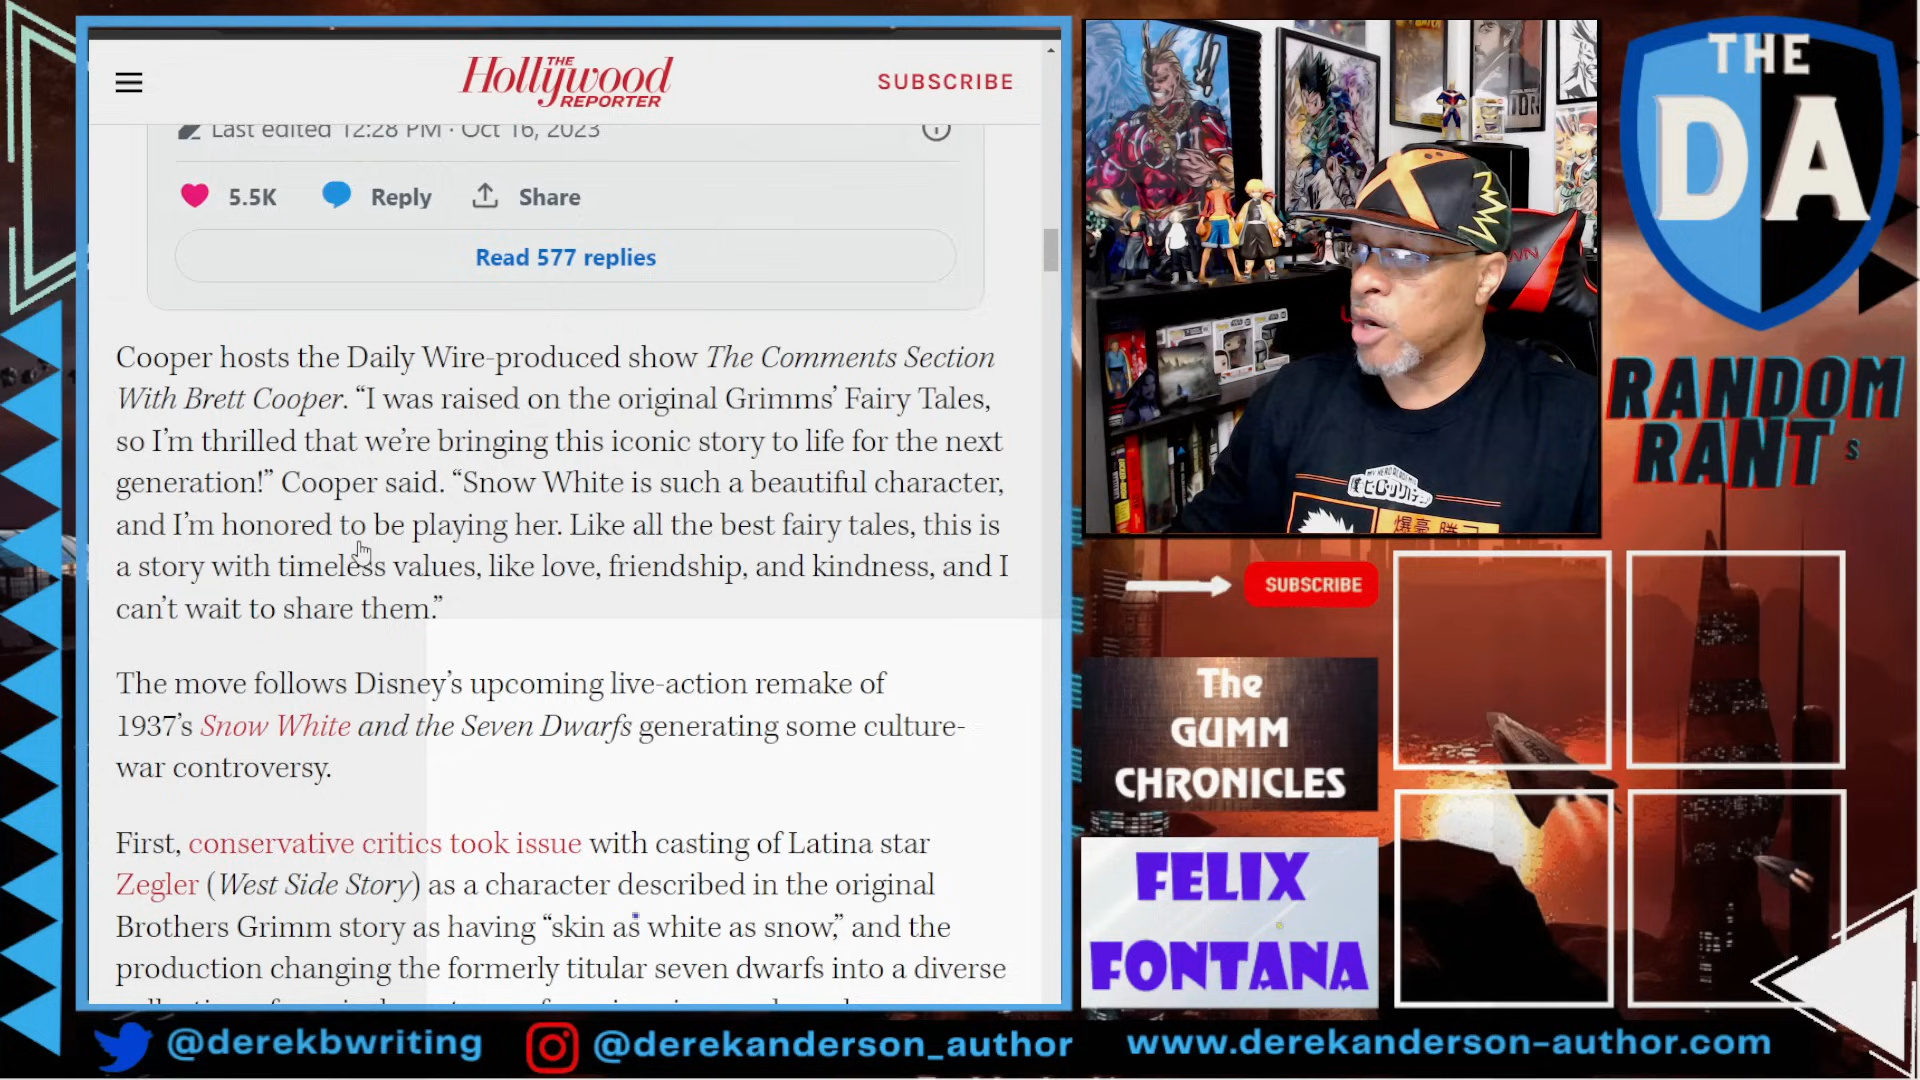 THE
Hollywood
REPORTER
SUBSCRIBE
Last edited 12:28 PM · Oct 16, 2023
5.5K
Reply
Share
Read 577 replies
Cooper hosts the Daily Wire-produced show The Comments Section
With Brett Cooper. “I was raised on the original Grimms’ Fairy Tales,
so I’m thrilled that we’re bringing this iconic story to life for the next
generation!” Cooper said. “Snow White is such a beautiful character,
and I’m honored to be playing her. Like all the best fairy tales, this is
a story with timeless values, like love, friendship, and kindness, and I
can’t wait to share them.”
The move follows Disney’s upcoming live-action remake of
1937’s Snow White and the Seven Dwarfs generating some culture-
war controversy.
First, conservative critics took issue with casting of Latina star
Zegler (West Side Story) as a character described in the original
Brothers Grimm story as having “skin as white as snow,” and the
production changing the formerly titular seven dwarfs into a diverse
THE
DA
RANDOM
RANT
S
SUBSCRIBE
The
GUMM
CHRONICLES
FELIX
FONTANA
@derekbwriting
@derekanderson_author
www.derekanderson-author.com